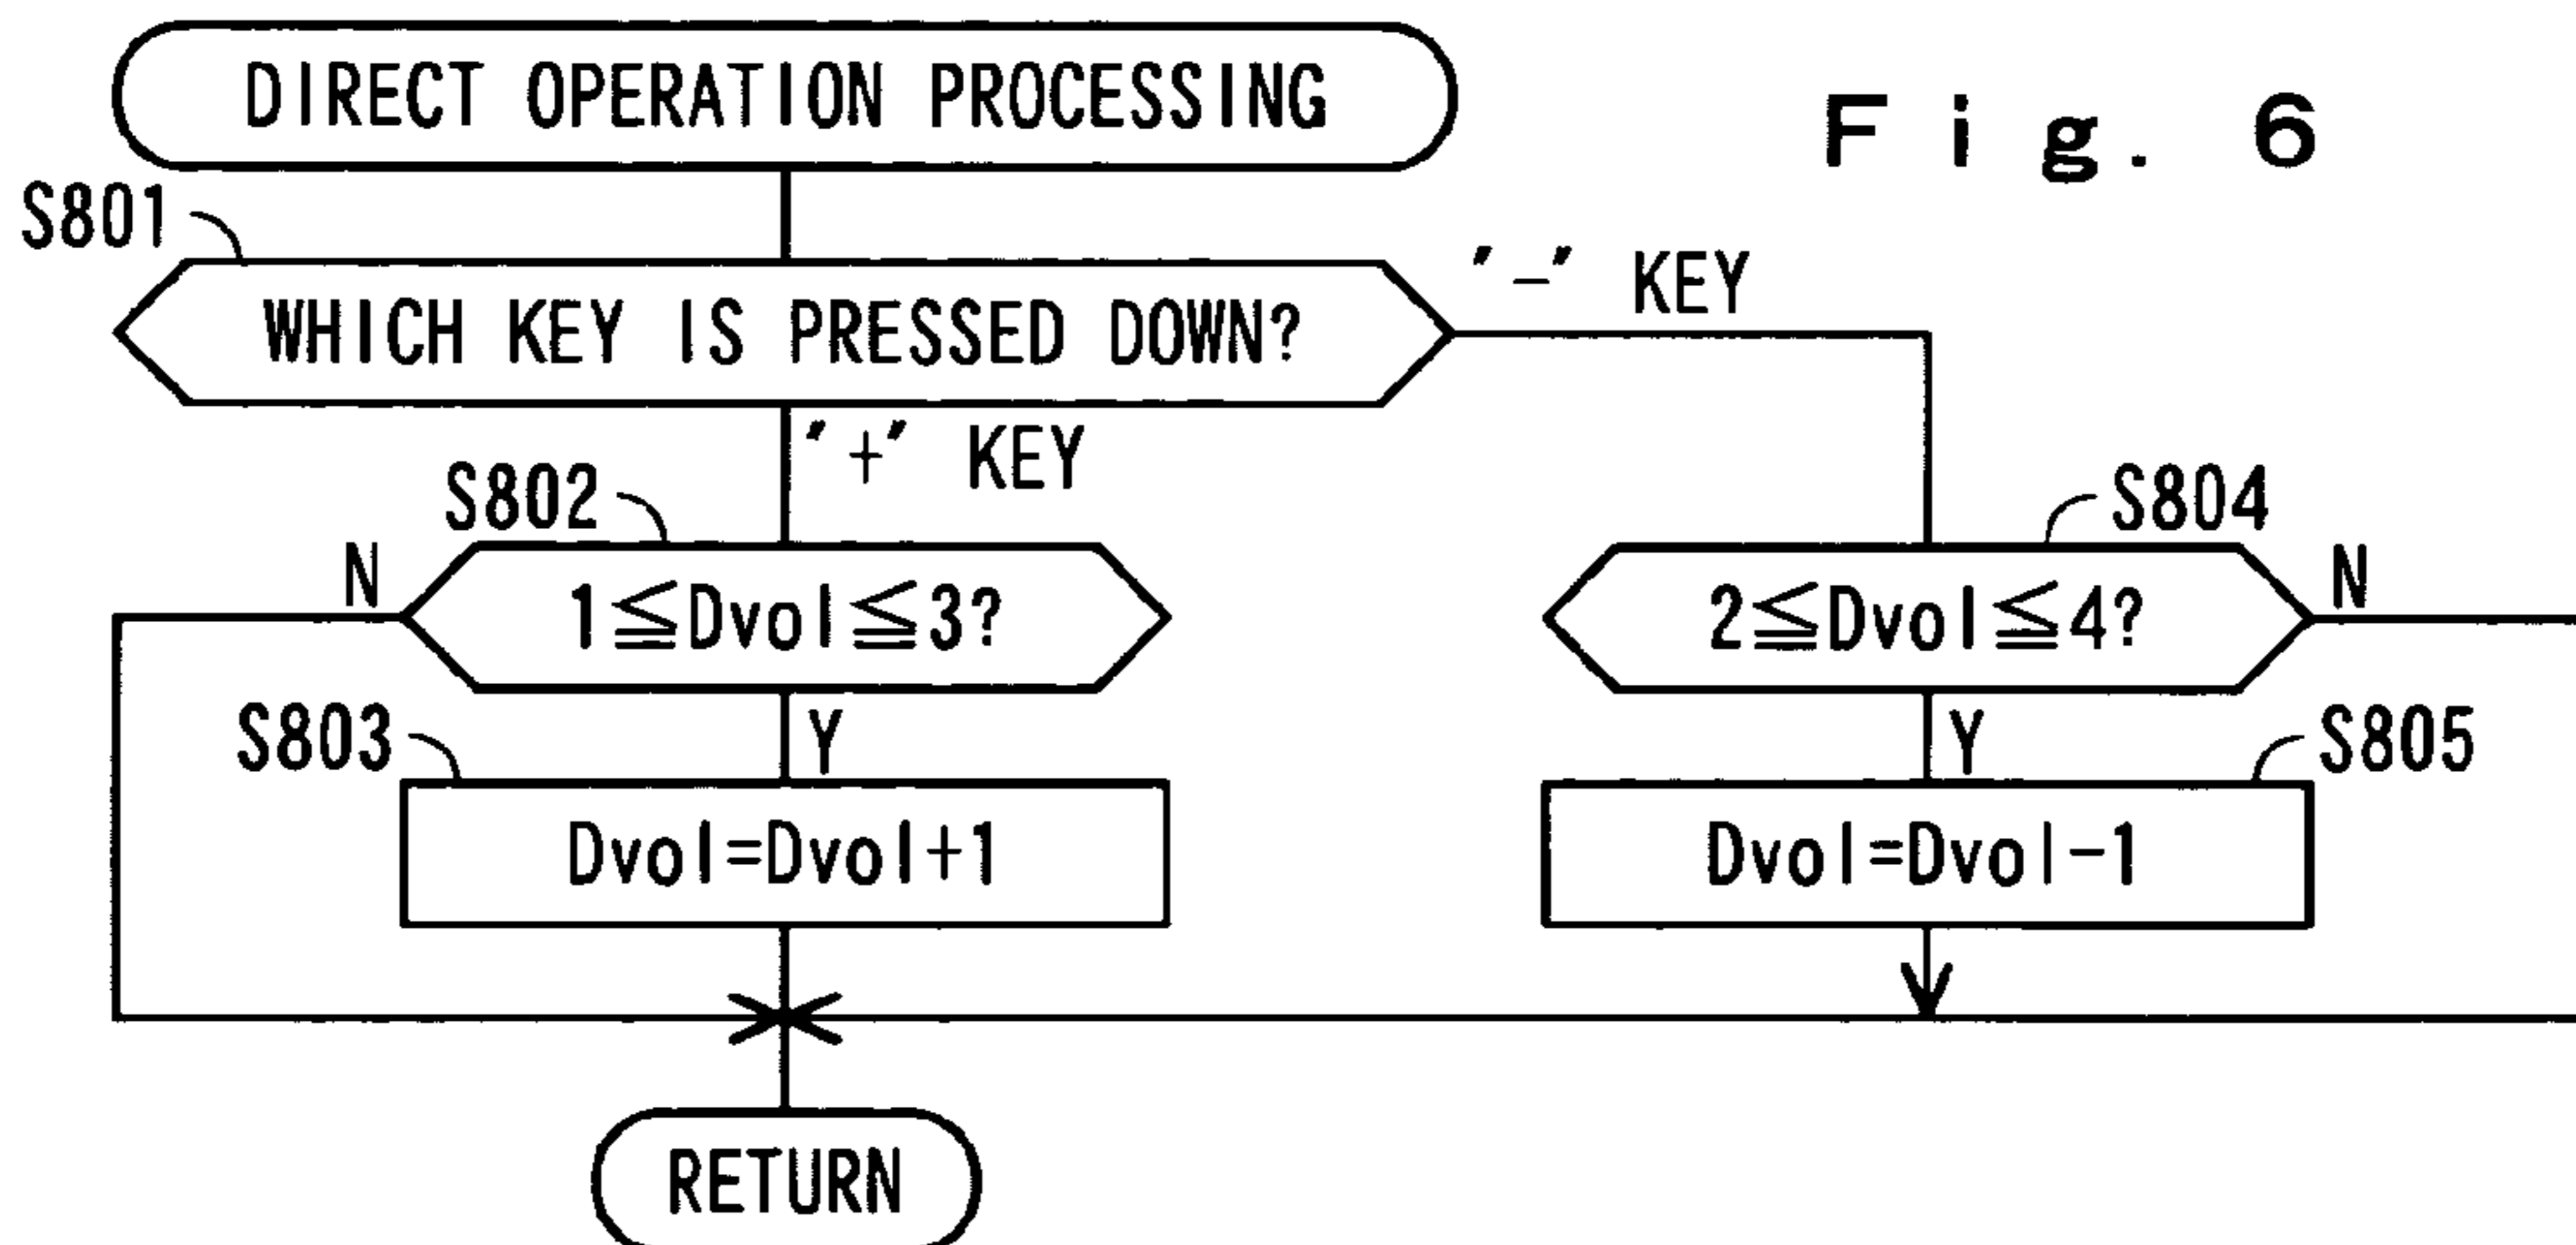 DIRECT OPERATION PROCESSING
Fig. 6
S801
WHICH KEY IS PRESSED DOWN?
"-" KEY
"+" KEY
S802
N
1≦Dvol≦3?
S804
N
2≦Dvol≦4?
Y
S803
Dvol=Dvol+1
Y
S805
Dvol=Dvol-1
RETURN